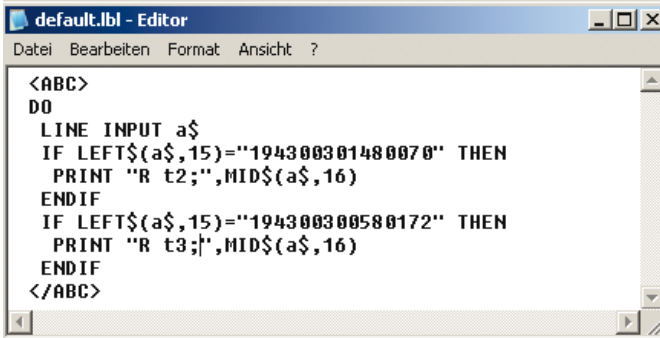 default.lbl - Editor
Datei Bearbeiten Format Ansicht ?
<ABC>
DO
LINE INPUT a$
IF LEFT$(a$,15)="194300301480070" THEN
PRINT "R t2;",MID$(a$,16)
ENDIF
IF LEFT$(a$,15)="194300300580172" THEN
PRINT "R t3;",MID$(a$,16)
ENDIF
</ABC>